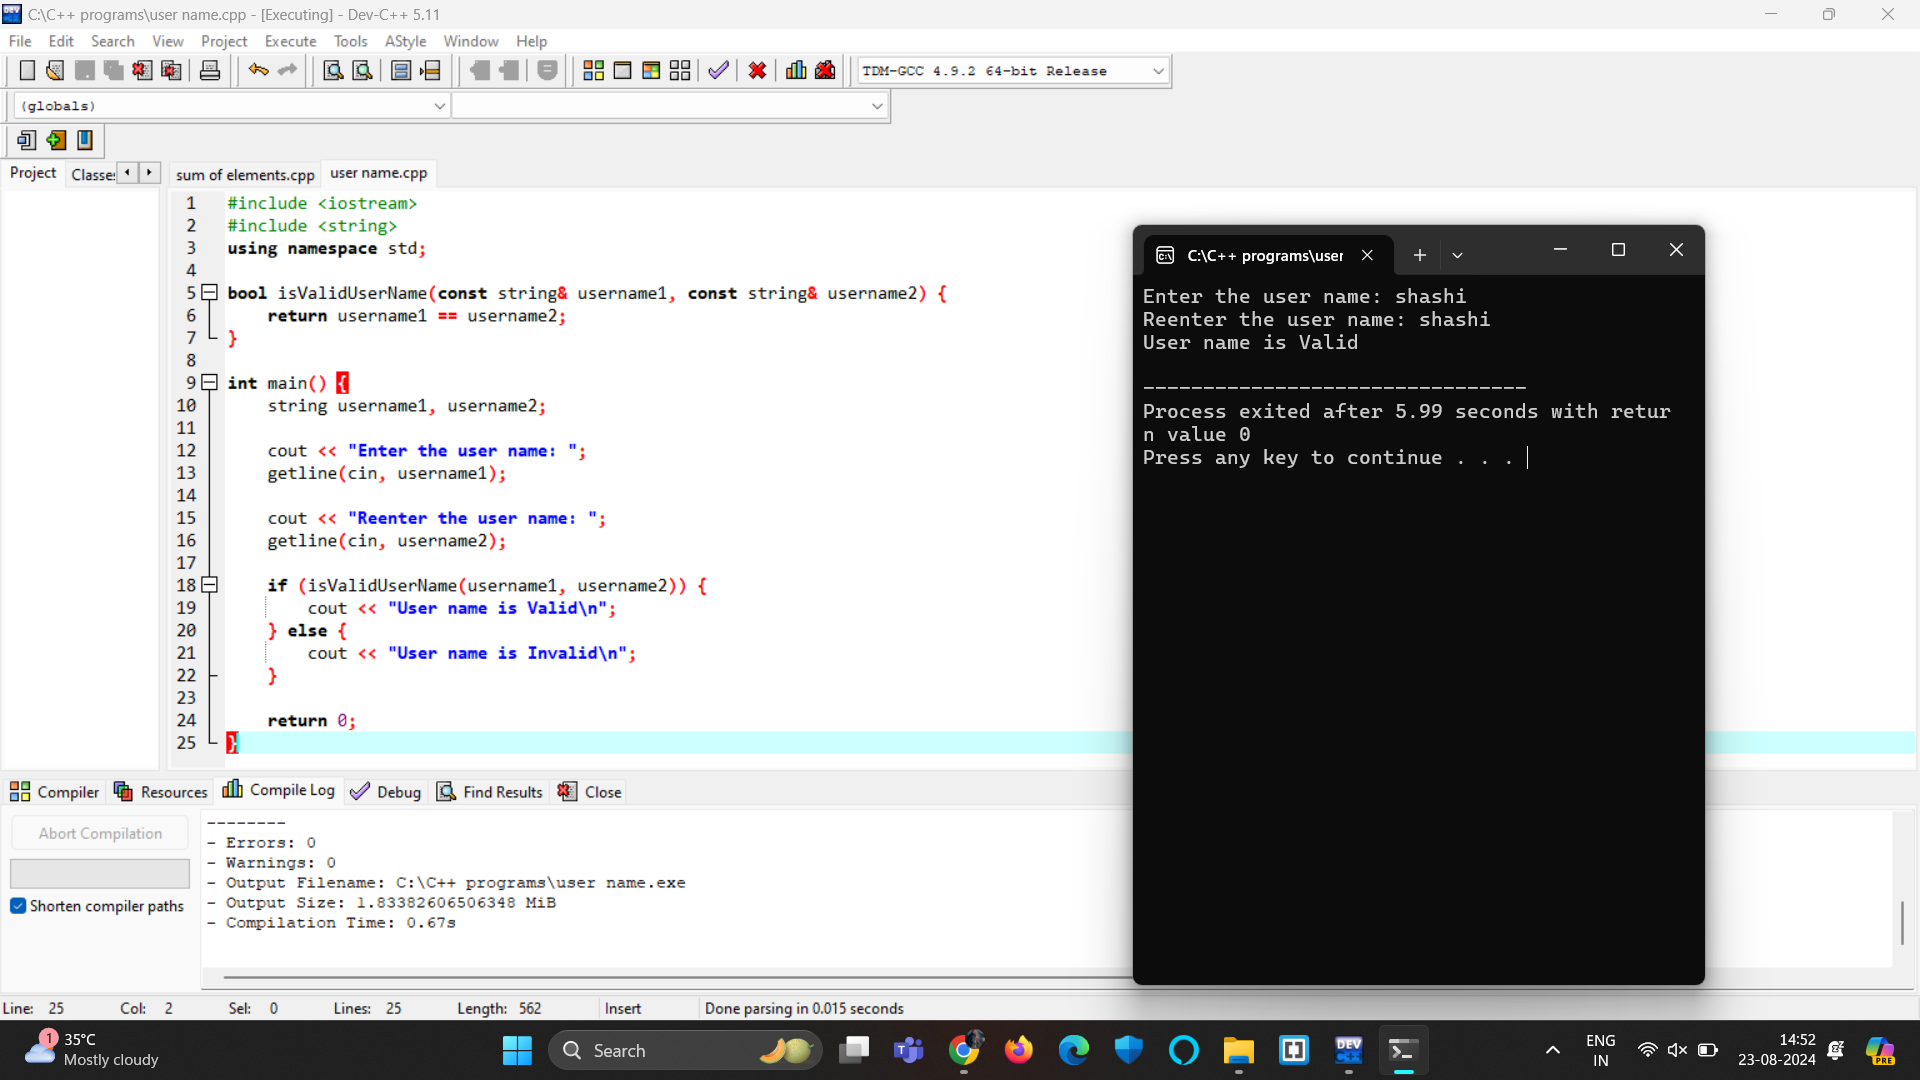 C:\C++ programs\user name.cpp - [Executing] - Dev-C++ 5.11
File Edit Search View Project Execute Tools AStyle Window Help
TDM-GCC 4.9.2 64-bit Release
(globals)
Project Classes sum of elements.cpp user name.cpp
1 #include <iostream>
2 #include <string>
3 using namespace std;
4
5 bool isValidUserName(const string& username1, const string& username2) {
6 return username1 == username2;
7 }
8
9 int main() {
10 string username1, username2;
11
12 cout << "Enter the user name: ";
13 getline(cin, username1);
14
15 cout << "Reenter the user name: ";
16 getline(cin, username2);
17
18 if (isValidUserName(username1, username2)) {
19 cout << "User name is Valid\n";
20 } else {
21 cout << "User name is Invalid\n";
22 }
23
24 return 0;
25 }
C:\C++ programs\user
Enter the user name: shashi
Reenter the user name: shashi
User name is Valid
--------------------------------
Process exited after 5.99 seconds with retur
n value 0
Press any key to continue . . .
Compiler Resources Compile Log Debug Find Results Close
Abort Compilation
Shorten compiler paths
--------
- Errors: 0
- Warnings: 0
- Output Filename: C:\C++ programs\user name.exe
- Output Size: 1.83382606506348 MiB
- Compilation Time: 0.67s
Line: 25 Col: 2 Sel: 0 Lines: 25 Length: 562 Insert Done parsing in 0.015 seconds
1
35°C
Mostly cloudy
Search
DEV
C++
ENG
IN
14:52
23-08-2024
PRE